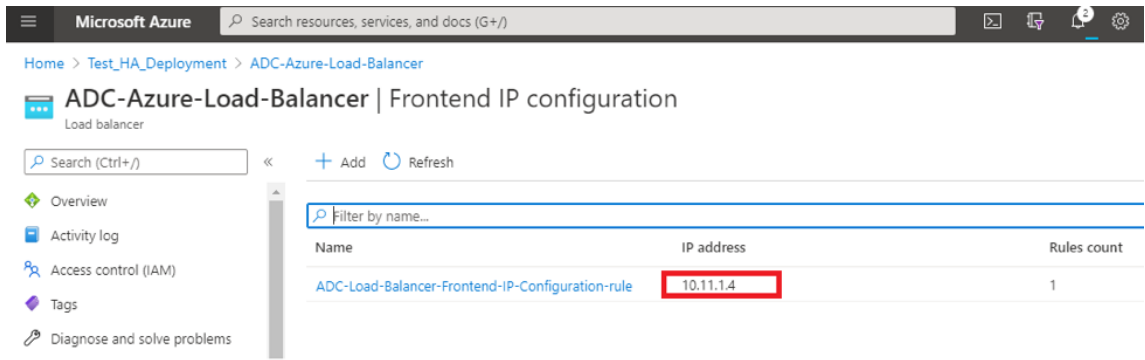 Microsoft Azure
Search resources, services, and docs (G+/)
2
Home > Test_HA_Deployment > ADC-Azure-Load-Balancer
ADC-Azure-Load-Balancer | Frontend IP configuration
Load balancer
Search (Ctrl+/)
«
+ Add
Refresh
Overview
Activity log
Access control (IAM)
Tags
Diagnose and solve problems
Filter by name...
Name IP address Rules count
ADC-Load-Balancer-Frontend-IP-Configuration-rule 10.11.1.4 1